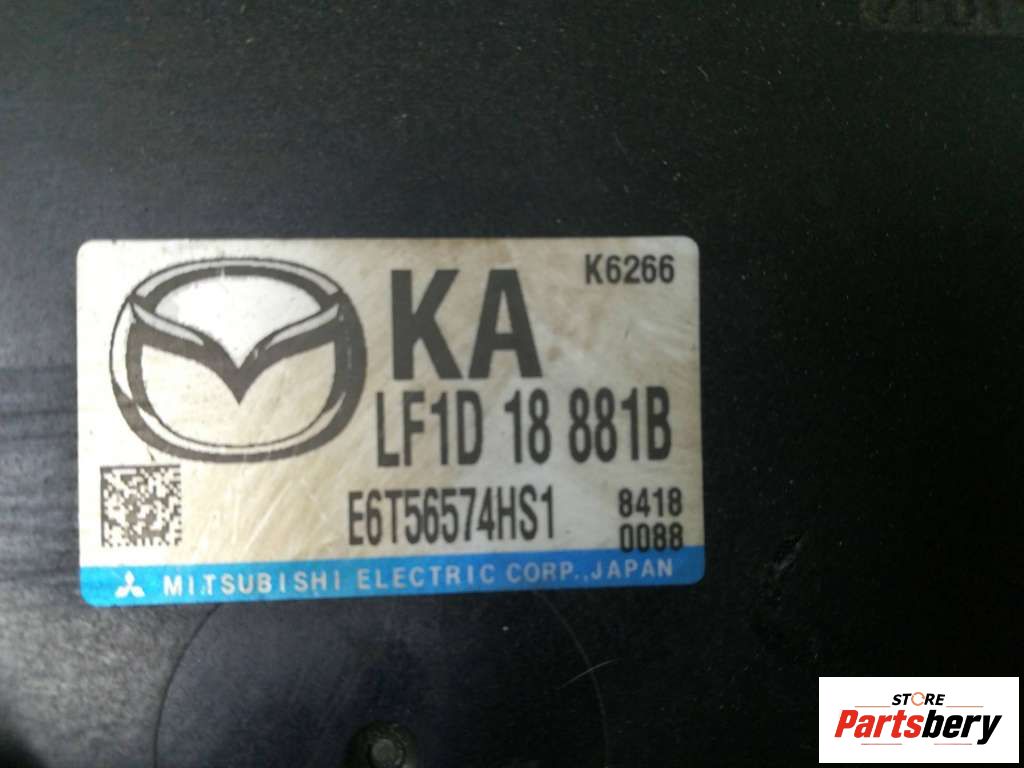 K6266
KA
LF1D 18 881B
E6T56574HS1
8418
0088
MITSUBISHI ELECTRIC CORP., JAPAN
STORE
Partsbery